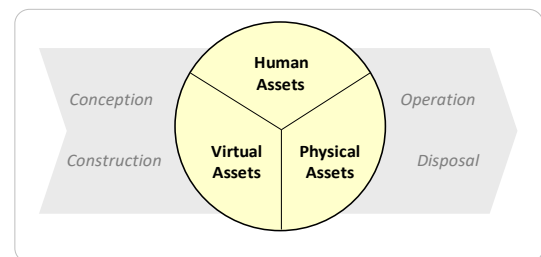 Human
Assets
Conception
Operation
Construction
Virtual
Assets
Physical
Assets
Disposal